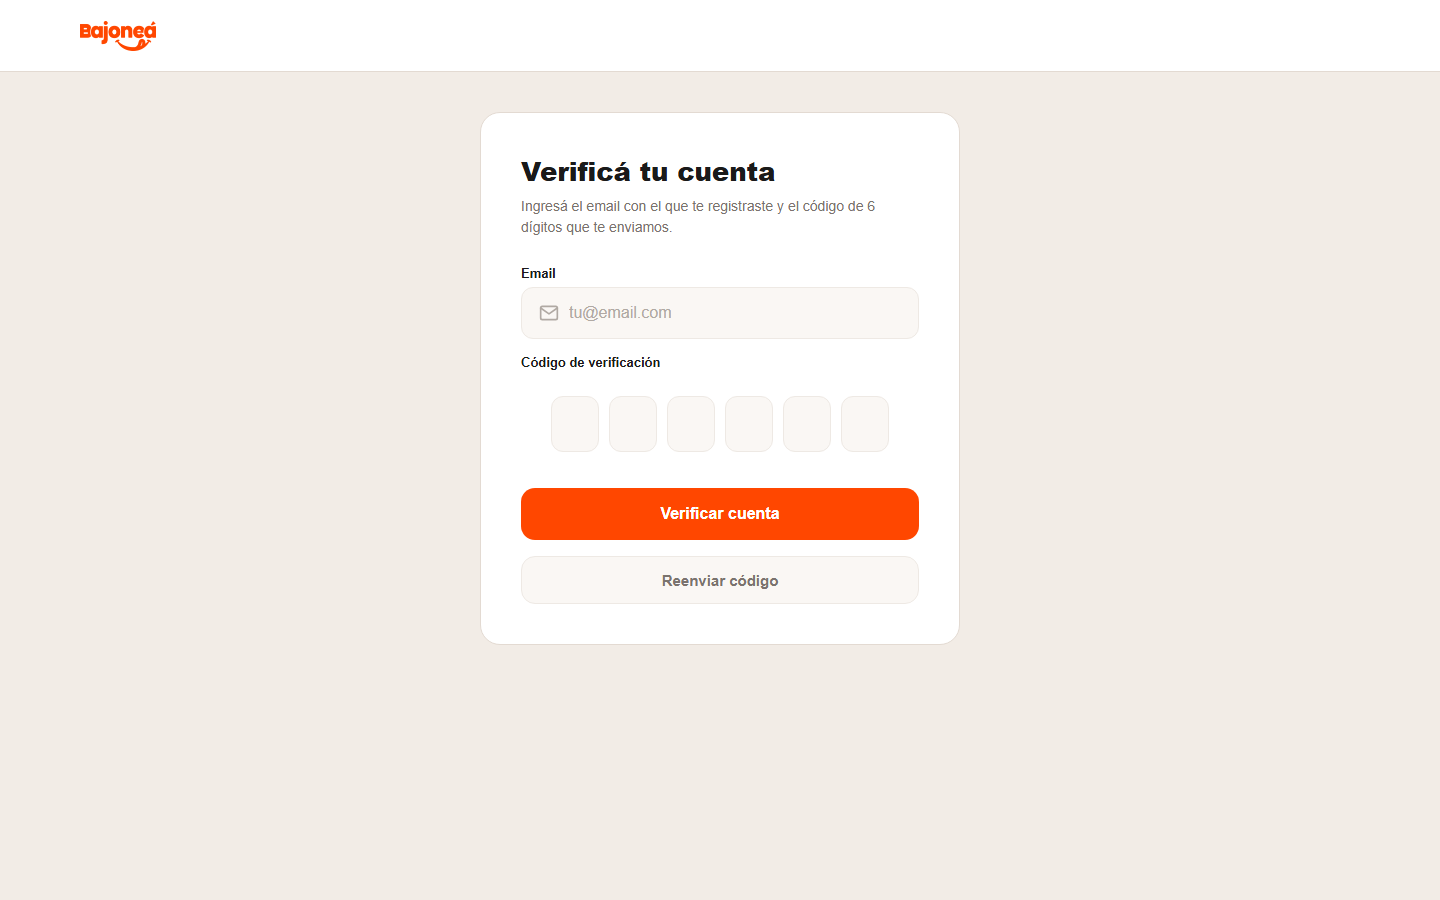 Bajoneá
Verificá tu cuenta
Ingresá el email con el que te registraste y el código de 6
dígitos que te enviamos.
Email
tu@email.com
Código de verificación
Verificar cuenta
Reenviar código